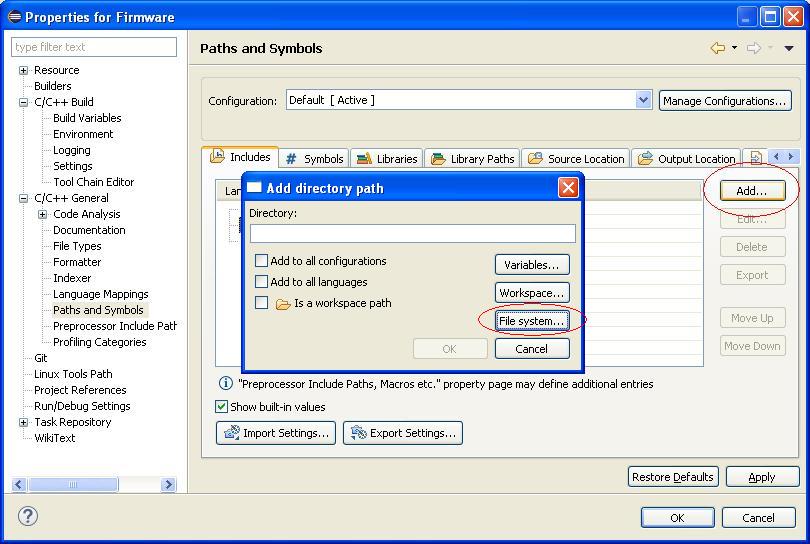 Properties for Firmware
type filter text
Resource
Builders
C/C++ Build
Build Variables
Environment
Logging
Settings
Tool Chain Editor
C/C++ General
Code Analysis
Documentation
File Types
Formatter
Indexer
Language Mappings
Paths and Symbols
Preprocessor Include Path
Profiling Categories
Git
Linux Tools Path
Project References
Run/Debug Settings
Task Repository
WikiText
Paths and Symbols
Configuration:
Default [ Active ]
Manage Configurations...
Includes
# Symbols
Libraries
Library Paths
Source Location
Output Location
Lan
Add directory path
Directory:
Add to all configurations
Add to all languages
Is a workspace path
Variables...
Workspace...
File system...
OK
Cancel
Add...
Edit...
Delete
Export
Move Up
Move Down
"Preprocessor Include Paths, Macros etc." property page may define additional entries
Show built-in values
Import Settings...
Export Settings...
Restore Defaults
Apply
OK
Cancel